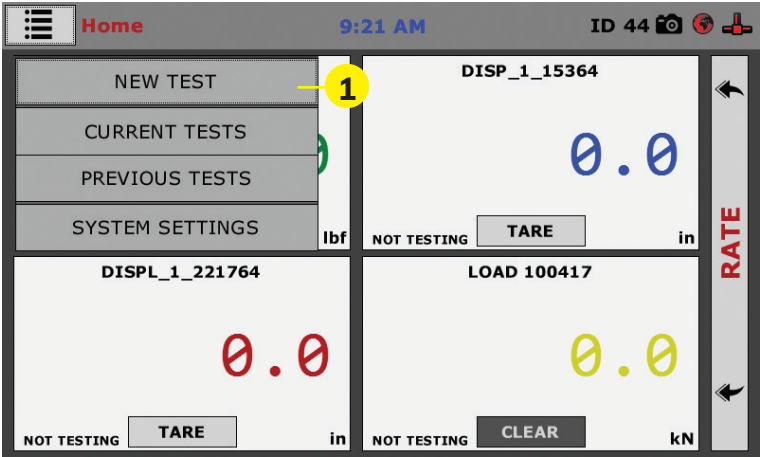 Home
9:21 AM
ID 44
NEW TEST
1
CURRENT TESTS
PREVIOUS TESTS
SYSTEM SETTINGS
lbf
DISP_1_15364
0.0
NOT TESTING
TARE
in
DISPL_1_221764
0.0
NOT TESTING
TARE
in
LOAD 100417
0.0
NOT TESTING
CLEAR
kN
RATE